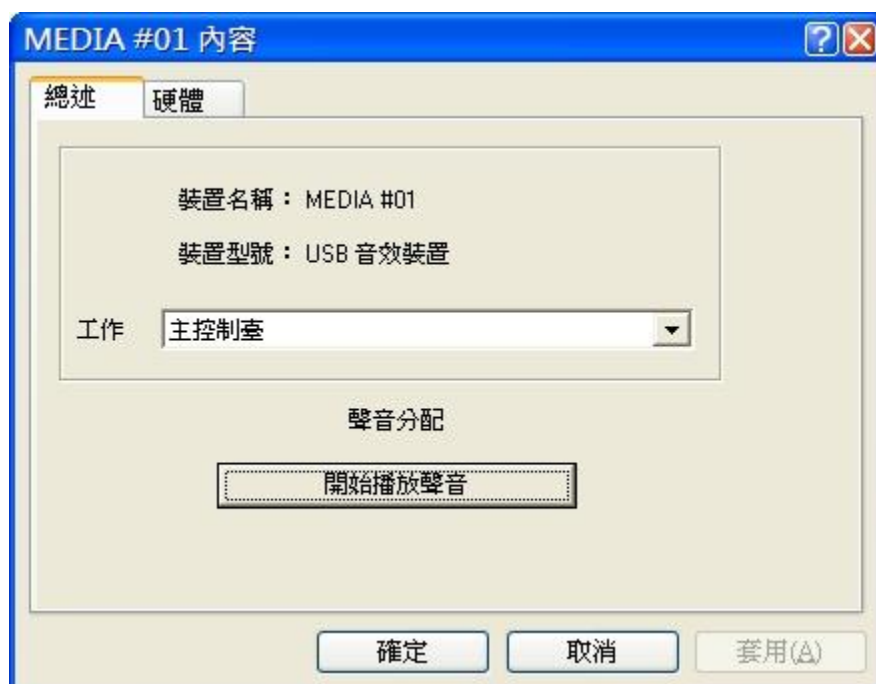 MEDIA #01 內容
總述 硬體
裝置名稱： MEDIA #01
裝置型號： USB 音效裝置
工作 主控制臺
聲音分配
開始播放聲音
確定 取消 套用(A)